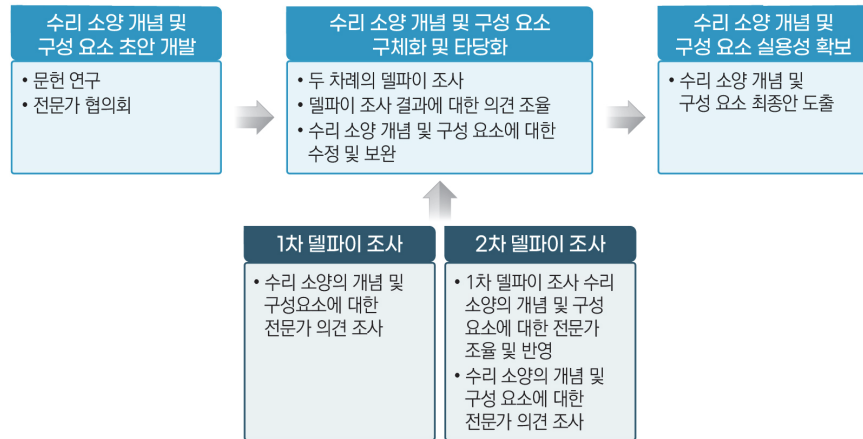 수리 소양 개념 및
구성 요소 초안 개발
• 문헌 연구
• 전문가 협의회
수리 소양 개념 및 구성 요소
구체화 및 타당화
• 두 차례의 델파이 조사
• 델파이 조사 결과에 대한 의견 조율
• 수리 소양 개념 및 구성 요소에 대한
수정 및 보완
수리 소양 개념 및
구성 요소 실용성 확보
• 수리 소양 개념 및
구성 요소 최종안 도출
1차 델파이 조사
• 수리 소양의 개념 및
구성요소에 대한
전문가 의견 조사
2차 델파이 조사
• 1차 델파이 조사 수리
소양의 개념 및 구성
요소에 대한 전문가
조율 및 반영
• 수리 소양의 개념 및
구성 요소에 대한
전문가 의견 조사